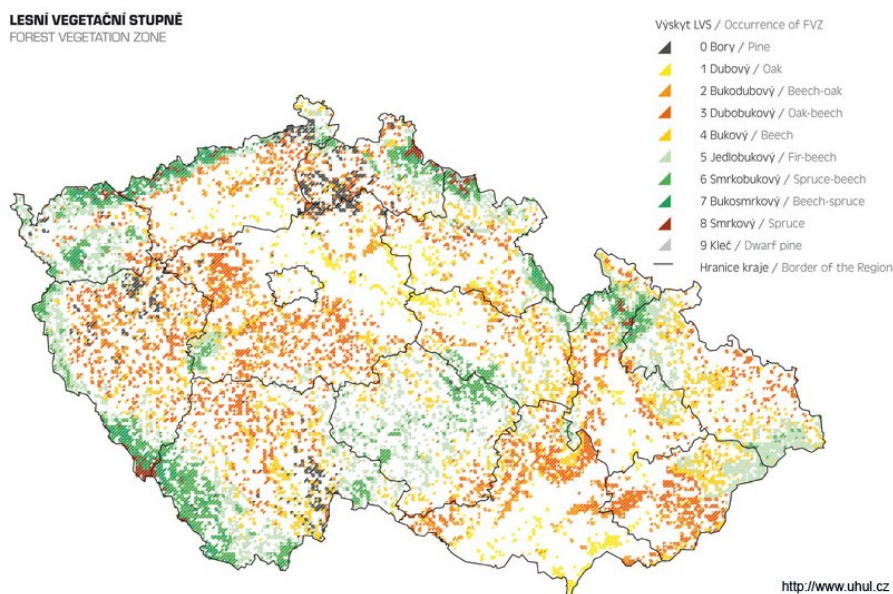 LESNÍ VEGETAČNÍ STUPNĚ
FOREST VEGETATION ZONE
Výskyt LVS / Occurrence of FVZ
0 Bory / Pine
1 Dubový / Oak
2 Bukodubový / Beech-oak
3 Dubobukový / Oak-beech
4 Bukový / Beech
5 Jedlobukový / Fir-beech
6 Smrkobukový / Spruce-beech
7 Bukosmrkový / Beech-spruce
8 Smrkový / Spruce
9 Kleč / Dwarf pine
Hranice kraje / Border of the Region
http://www.uhul.cz